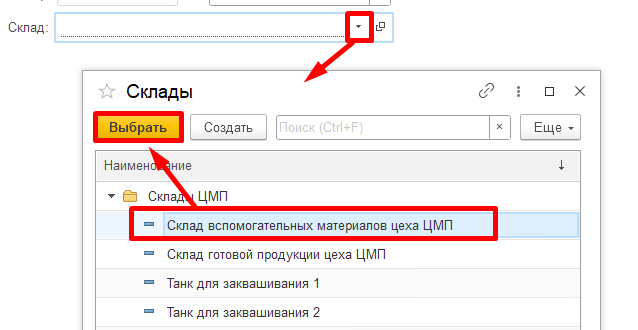 Склад:
Склады
Выбрать Создать Поиск (Ctrl+F) × Еще
Наименование ↓
Склады ЦМП
Склад вспомогательных материалов цеха ЦМП
Склад готовой продукции цеха ЦМП
Танк для заквашивания 1
Танк для заквашивания 2